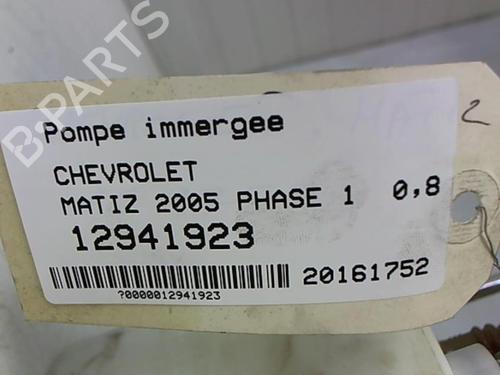 B-PARTS
Pompe immergee
CHEVROLET
MATIZ 2005 PHASE 1 0,8
12941923
20161752
?0000012941923
2